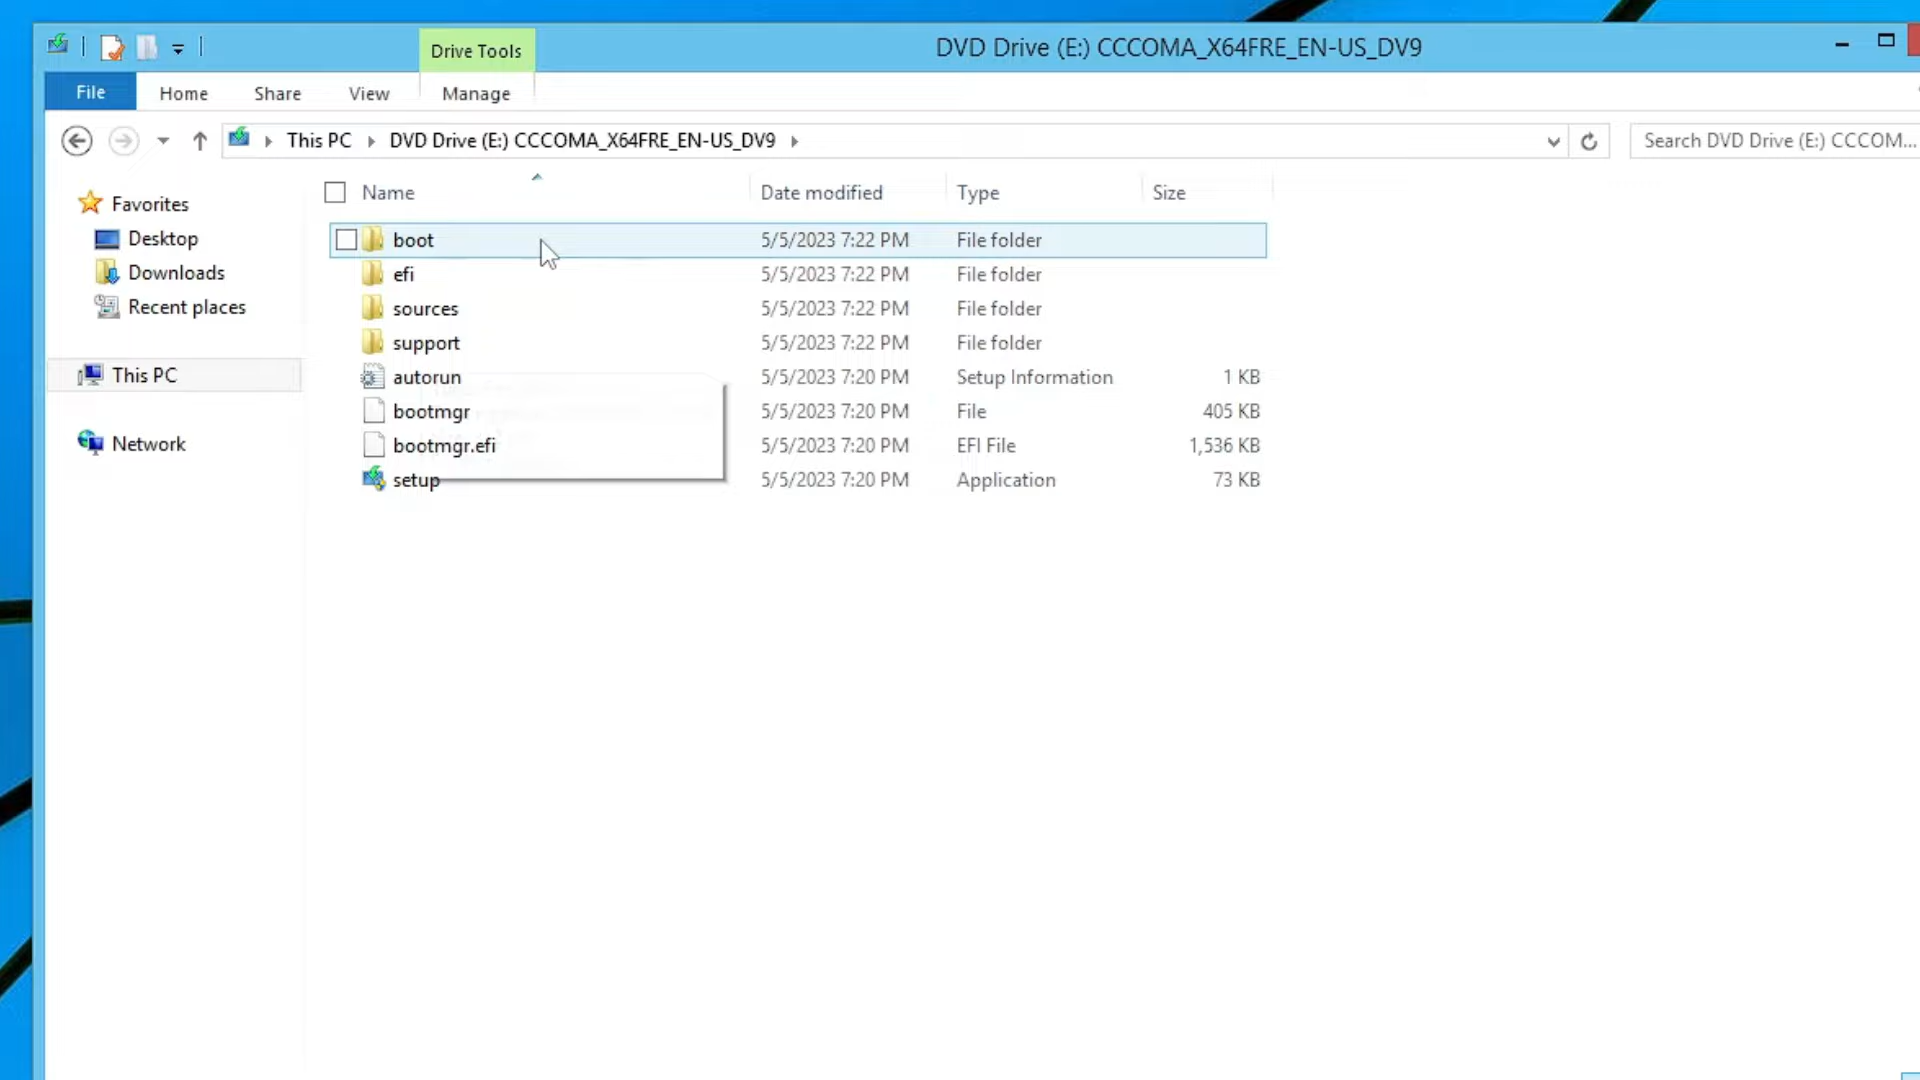 Drive Tools
DVD Drive (E:) CCCOMA_X64FRE_EN-US_DV9
File Home Share View Manage
This PC DVD Drive (E:) CCCOMA_X64FRE_EN-US_DV9
Search DVD Drive (E:) CCCOM...
Favorites
Desktop
Downloads
Recent places
This PC
Network
Name Date modified Type Size
boot 5/5/2023 7:22 PM File folder
efi 5/5/2023 7:22 PM File folder
sources 5/5/2023 7:22 PM File folder
support 5/5/2023 7:22 PM File folder
autorun 5/5/2023 7:20 PM Setup Information 1 KB
bootmgr 5/5/2023 7:20 PM File 405 KB
bootmgr.efi 5/5/2023 7:20 PM EFI File 1,536 KB
setup 5/5/2023 7:20 PM Application 73 KB